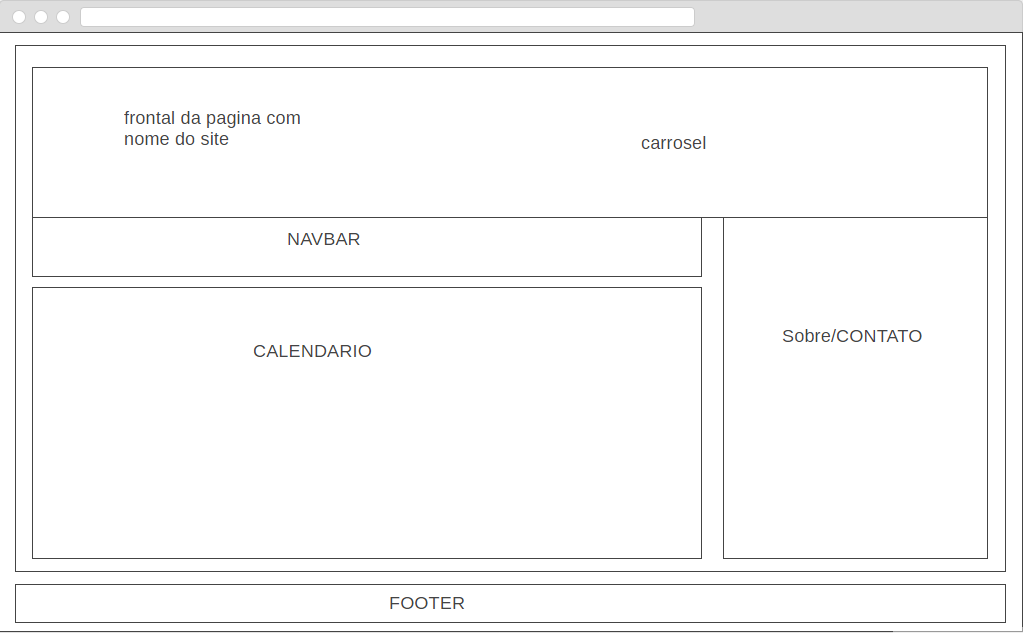 frontal da pagina com
nome do site
carrosel
NAVBAR
Sobre/CONTATO
CALENDARIO
FOOTER